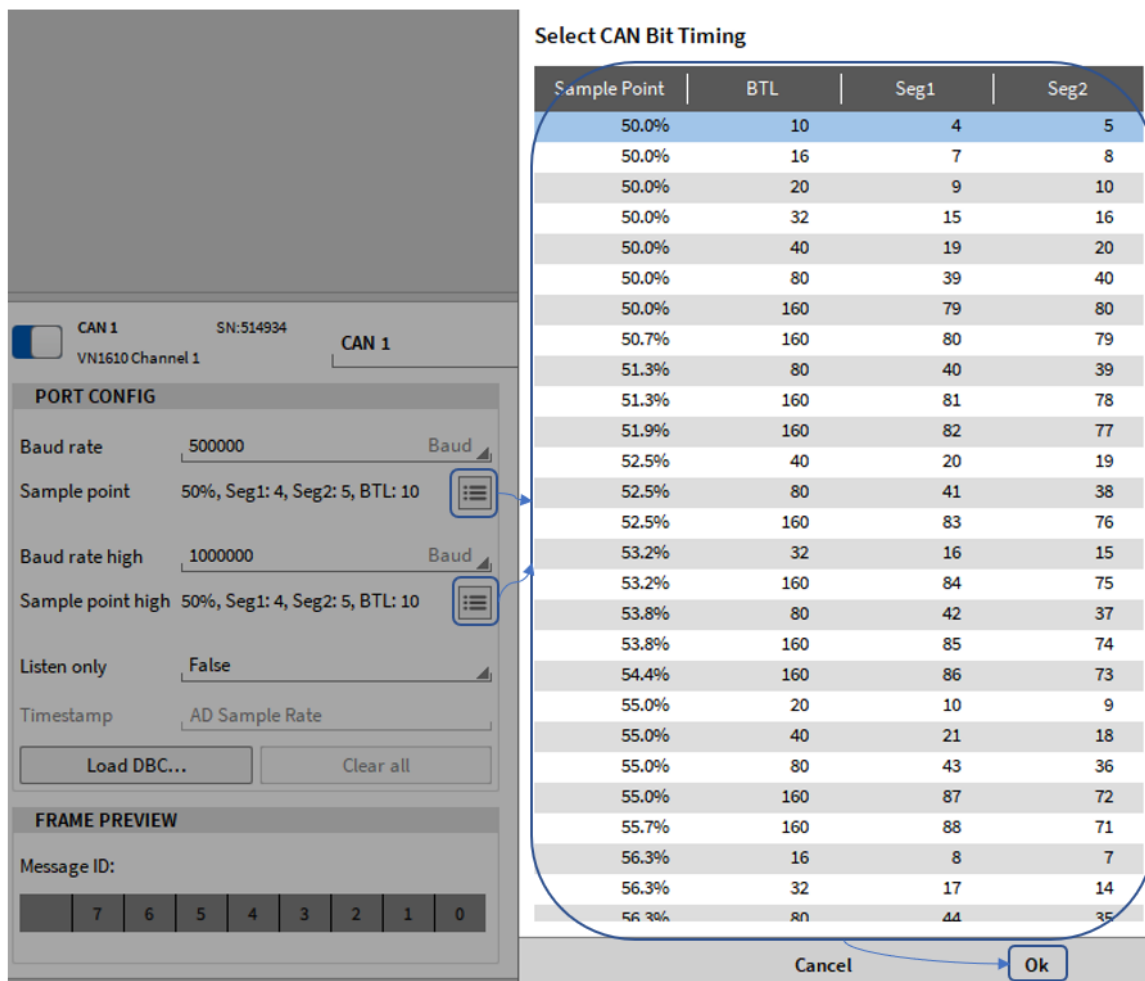 Select CAN Bit Timing
Sample Point BTL Seg1 Seg2
50.0% 10 4 5
50.0% 16 7 8
50.0% 20 9 10
50.0% 32 15 16
50.0% 40 19 20
50.0% 80 39 40
50.0% 160 79 80
50.7% 160 80 79
51.3% 80 40 39
51.3% 160 81 78
51.9% 160 82 77
52.5% 40 20 19
52.5% 80 41 38
52.5% 160 83 76
53.2% 32 16 15
53.2% 160 84 75
53.8% 80 42 37
53.8% 160 85 74
54.4% 160 86 73
55.0% 20 10 9
55.0% 40 21 18
55.0% 80 43 36
55.0% 160 87 72
55.7% 160 88 71
56.3% 16 8 7
56.3% 32 17 14
56.3% 80 44 35
Cancel Ok
CAN 1 SN:514934
VN1610 Channel 1
CAN 1
PORT CONFIG
Baud rate 500000 Baud
Sample point 50%, Seg1: 4, Seg2: 5, BTL: 10
Baud rate high 1000000 Baud
Sample point high 50%, Seg1: 4, Seg2: 5, BTL: 10
Listen only False
Timestamp AD Sample Rate
Load DBC... Clear all
FRAME PREVIEW
Message ID:
7 6 5 4 3 2 1 0